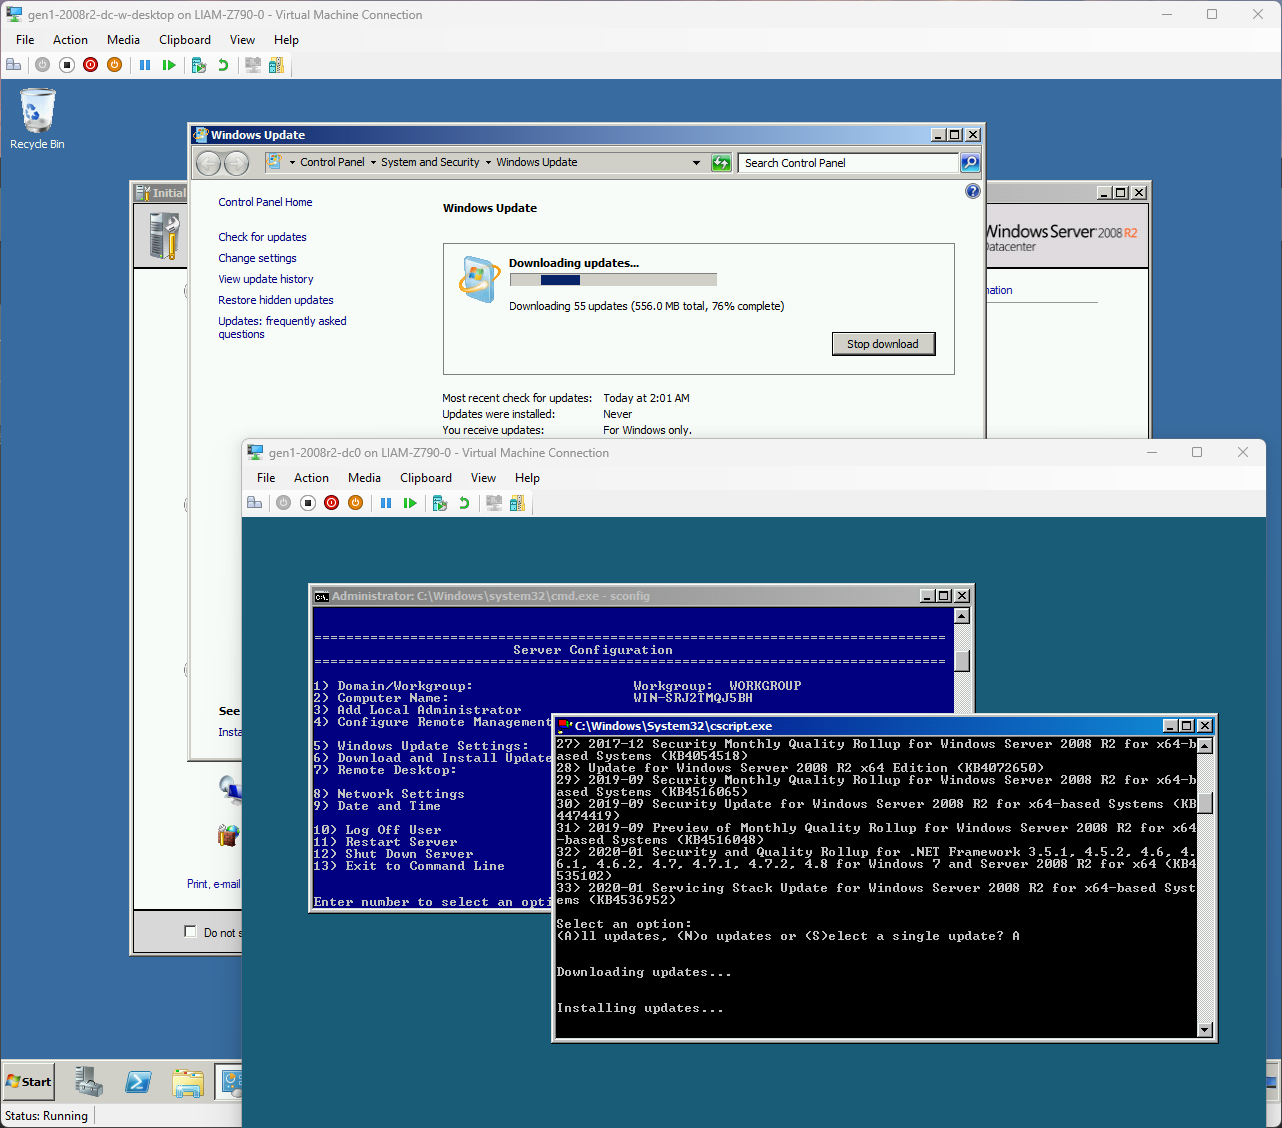 gen1-2008r2-dc-w-desktop on LIAM-Z790-0 - Virtual Machine Connection
File Action Media Clipboard View Help
Recycle Bin
Initial
Windows Server 2008 R2
Datacenter
Windows Update
Control Panel System and Security Windows Update
Search Control Panel
Control Panel Home
Check for updates
Change settings
View update history
Restore hidden updates
Updates: frequently asked
questions
See
Insta
Windows Update
Downloading updates...
Downloading 55 updates (556.0 MB total, 76% complete)
Stop download
Most recent check for updates: Today at 2:01 AM
Updates were installed: Never
You receive updates: For Windows only.
mation
Print, e-mail
Do not s
Start
Status: Running
gen1-2008r2-dc0 on LIAM-Z790-0 - Virtual Machine Connection
File Action Media Clipboard View Help
Administrator: C:\Windows\system32\cmd.exe - sconfig
===============================================================================
Server Configuration
===============================================================================
1) Domain/Workgroup: Workgroup: WORKGROUP
2) Computer Name: WIN-SRJ2TMQJ5BH
3) Add Local Administrator
4) Configure Remote Management
5) Windows Update Settings:
6) Download and Install Update
7) Remote Desktop:
8) Network Settings
9) Date and Time
10) Log Off User
11) Restart Server
12) Shut Down Server
13) Exit to Command Line
Enter number to select an opti
C:\Windows\System32\cscript.exe
27> 2017-12 Security Monthly Quality Rollup for Windows Server 2008 R2 for x64-b
ased Systems (KB4054518)
28> Update for Windows Server 2008 R2 x64 Edition (KB4072650)
29> 2019-09 Security Monthly Quality Rollup for Windows Server 2008 R2 for x64-b
ased Systems (KB4516065)
30> 2019-09 Security Update for Windows Server 2008 R2 for x64-based Systems (KB
4474419)
31> 2019-09 Preview of Monthly Quality Rollup for Windows Server 2008 R2 for x64
-based Systems (KB4516048)
32> 2020-01 Security and Quality Rollup for .NET Framework 3.5.1, 4.5.2, 4.6, 4.
6.1, 4.6.2, 4.7, 4.7.1, 4.7.2, 4.8 for Windows 7 and Server 2008 R2 for x64 (KB4
535102)
33> 2020-01 Servicing Stack Update for Windows Server 2008 R2 for x64-based Syst
ems (KB4536952)
Select an option:
(A)ll updates, (N)o updates or (S)elect a single update? A
Downloading updates...
Installing updates...